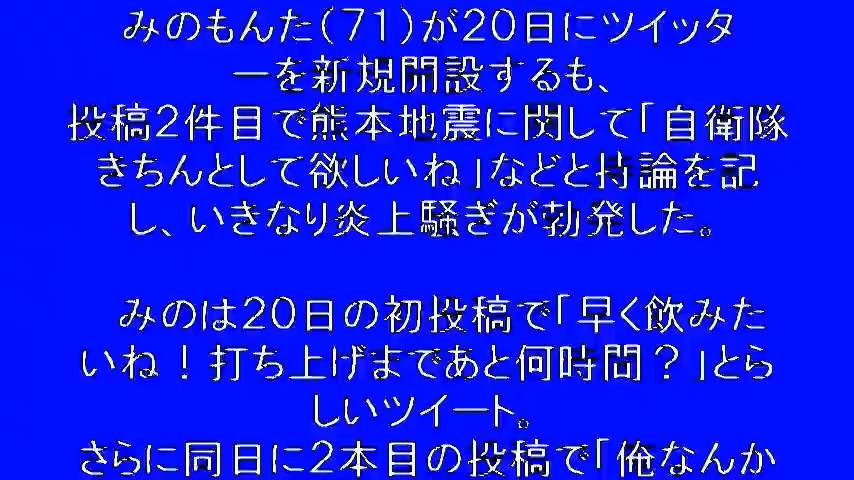 みのもんた(71)が20日にツイッタ
ーを新規開設するも、
投稿2件目で熊本地震に関して「自衛隊
きちんとして欲しいね」などと持論を記
し、いきなり炎上騒ぎが勃発した。
みのは20日の初投稿で「早く飲みた
いね！打ち上げまであと何時間？」とら
しいツイート。
さらに同日に2本目の投稿で「俺なんか